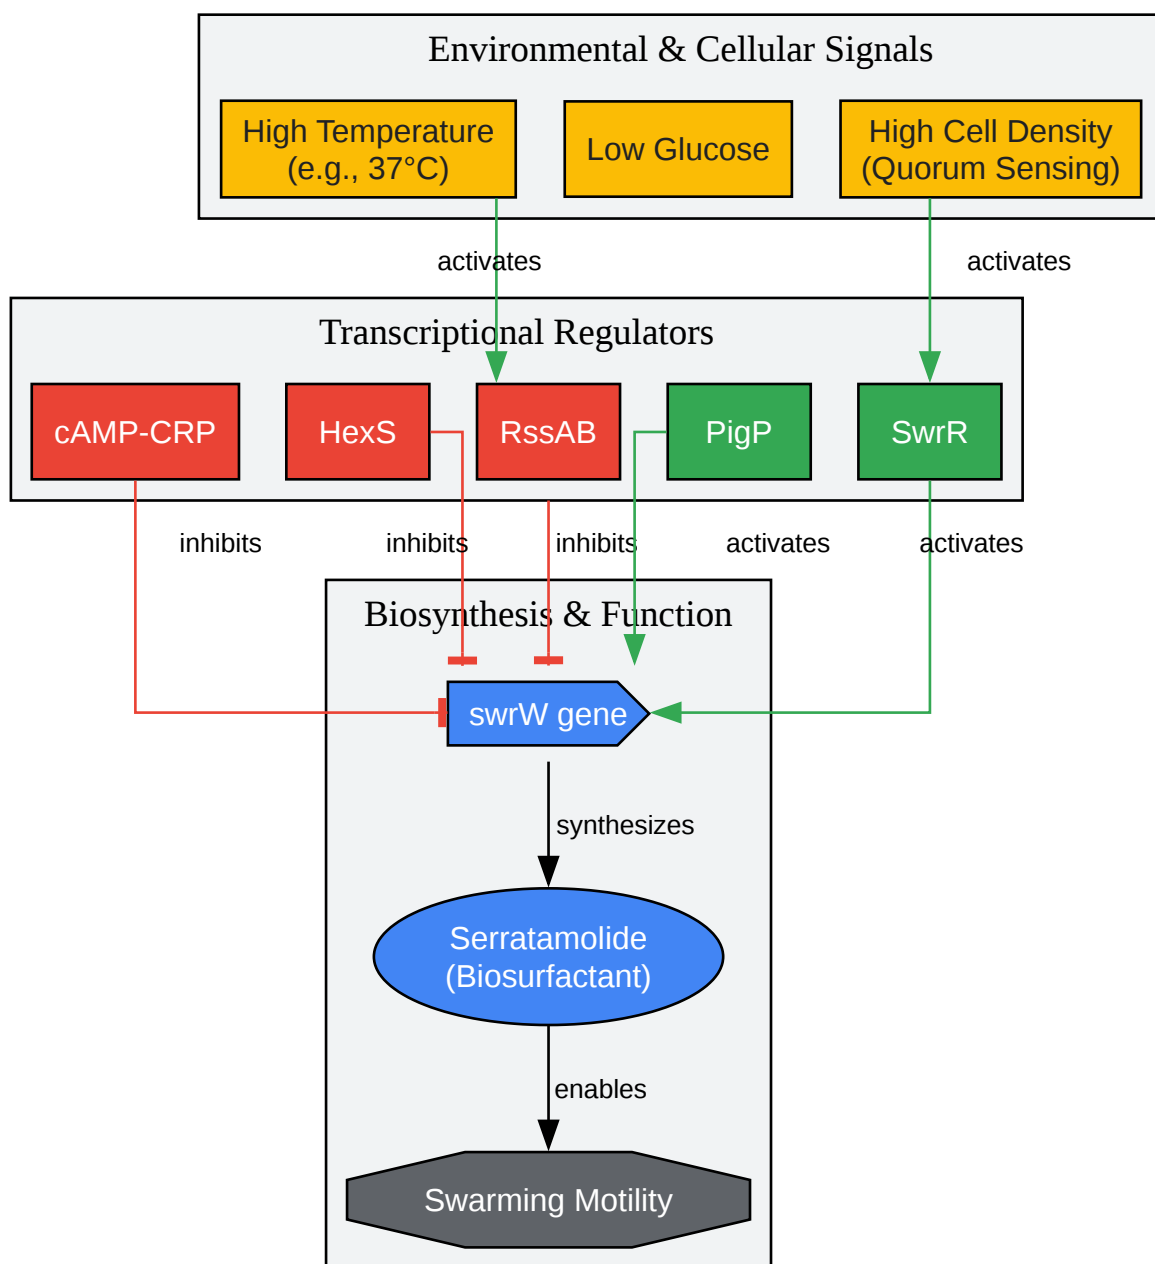 Environmental & Cellular Signals
High Temperature
(e.g., 37°C)
Low Glucose
High Cell Density
(Quorum Sensing)
activates
activates
Transcriptional Regulators
cAMP-CRP
HexS
RssAB
PigP
SwrR
inhibits
inhibits
inhibits
activates
activates
Biosynthesis & Function
swrW gene
synthesizes
Serratamolide
(Biosurfactant)
enables
Swarming Motility